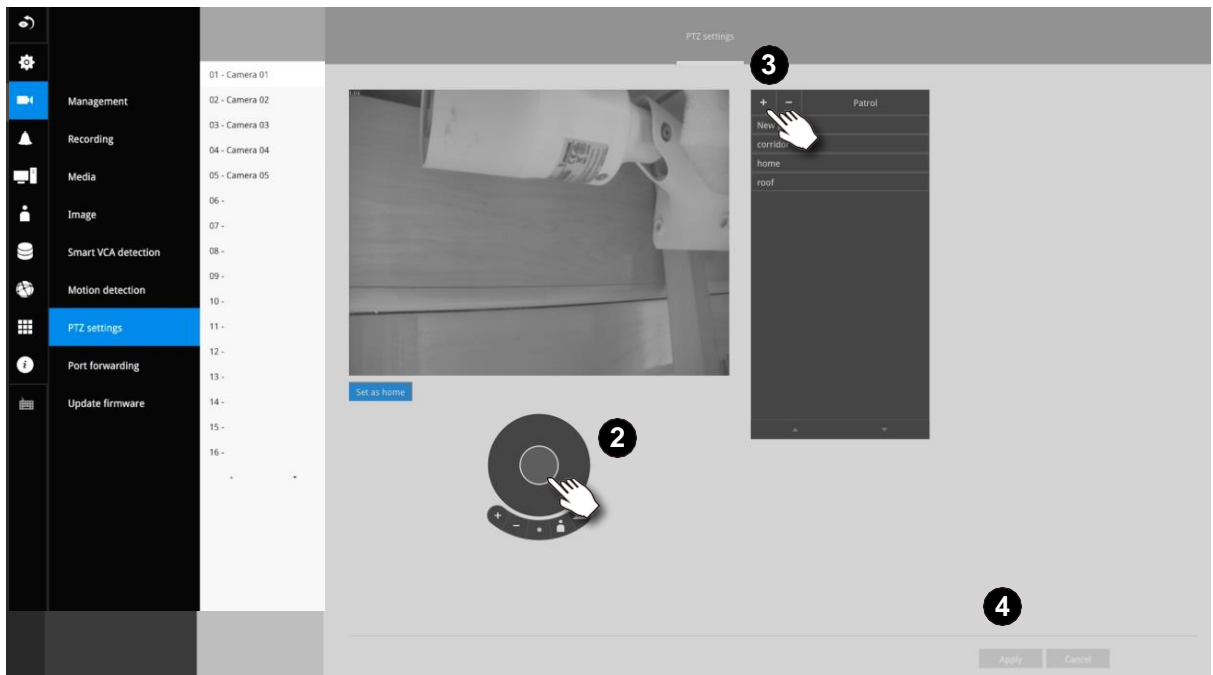 PTZ settings
3
01 - Camera 01
Management
02 - Camera 02
+ - Patrol
Recording
03 - Camera 03
New
04 - Camera 04
corridor
Media
05 - Camera 05
home
roof
06 -
Image
07 -
Smart VCA detection
08 -
09 -
Motion detection
10 -
PTZ settings
11 -
12 -
Port forwarding
13 -
Set as home
Update firmware
14 -
15 -
2
16 -
+ -
4
Apply Cancel